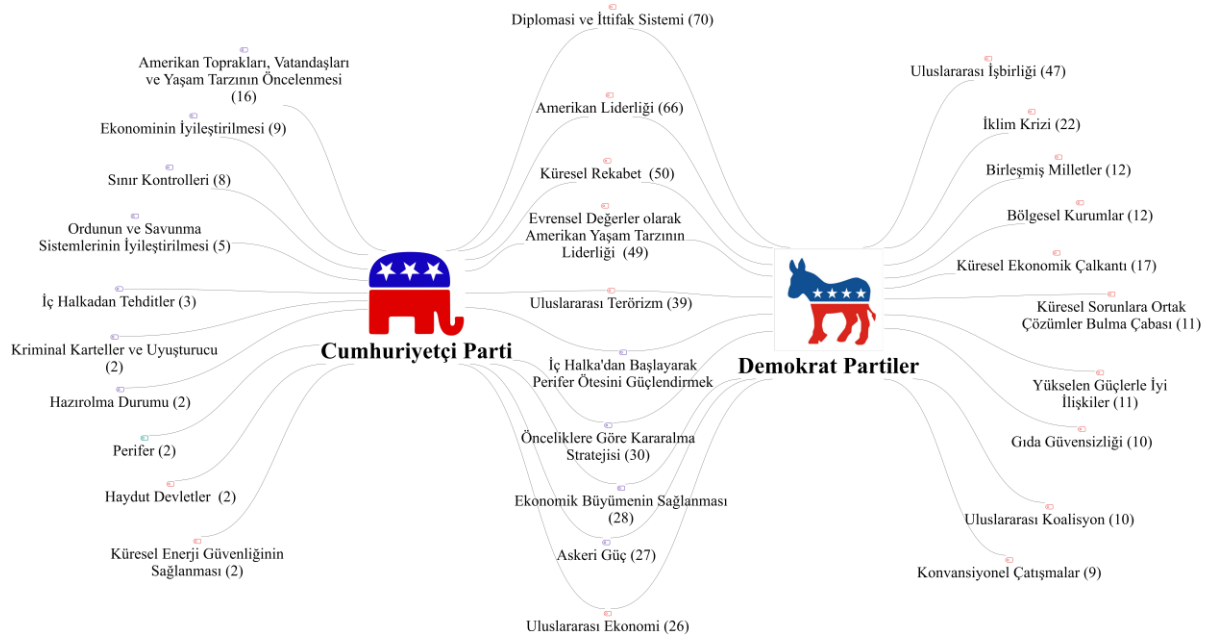 Diplomasi ve İttifak Sistemi (70)
Amerikan Toprakları, Vatandaşları
ve Yaşam Tarzının Öncelenmesi
(16)
Ekonominin İyileştirilmesi (9)
Sınır Kontrolleri (8)
Ordunun ve Savunma
Sistemlerinin İyileştirilmesi (5)
İç Halkadan Tehditler (3)
Kriminal Karteller ve Uyuşturucu
(2)
Hazırolma Durumu (2)
Perifer (2)
Haydut Devletler (2)
Küresel Enerji Güvenliğinin
Sağlanması (2)
Cumhuriyetçi Parti
Amerikan Liderliği (66)
Küresel Rekabet (50)
Evrensel Değerler olarak
Amerikan Yaşam Tarzının
Liderliği (49)
Uluslararası Terörizm (39)
İç Halka'dan Başlayarak
Perifer Ötesini Güçlendirmek
Önceliklere Göre Kararalma
Stratejisi (30)
Ekonomik Büyümenin Sağlanması
(28)
Askeri Güç (27)
Uluslararası Ekonomi (26)
Demokrat Partiler
Uluslararası İşbirliği (47)
İklim Krizi (22)
Birleşmiş Milletler (12)
Bölgesel Kurumlar (12)
Küresel Ekonomik Çalkantı (17)
Küresel Sorunlara Ortak
Çözümler Bulma Çabası (11)
Yükselen Güçlerle İyi
İlişkiler (11)
Gıda Güvensizliği (10)
Uluslararası Koalisyon (10)
Konvansiyonel Çatışmalar (9)